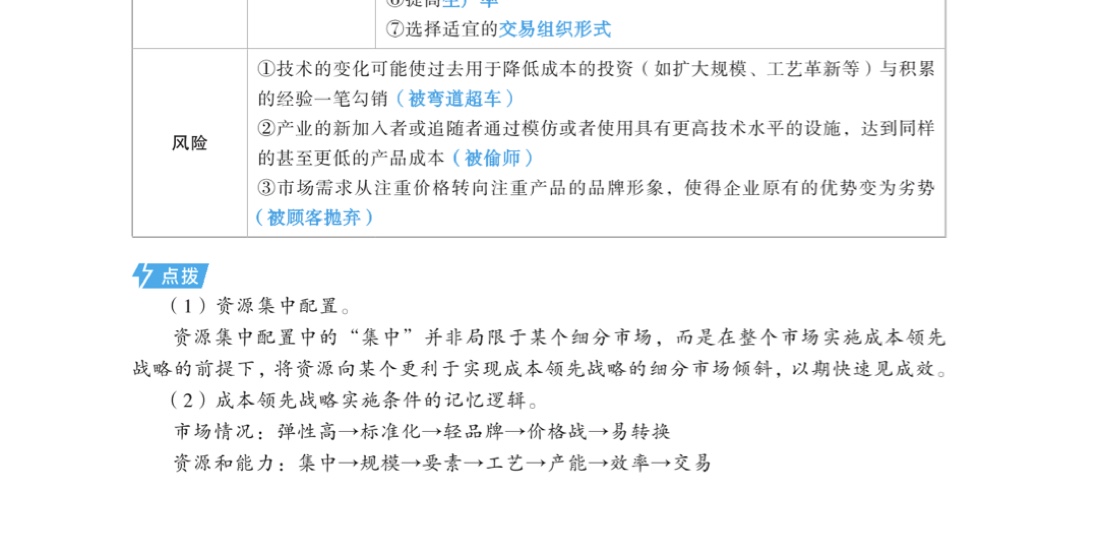 ⑥提高生产率
⑦选择适宜的交易组织形式
风险
①技术的变化可能使过去用于降低成本的投资（如扩大规模、工艺革新等）与积累
的经验一笔勾销（被弯道超车）
②产业的新加入者或追随者通过模仿或者使用具有更高技术水平的设施，达到同样
的甚至更低的产品成本（被偷师）
③市场需求从注重价格转向注重产品的品牌形象，使得企业原有的优势变为劣势
（被顾客抛弃）
点拨
（1）资源集中配置。
资源集中配置中的“集中”并非局限于某个细分市场，而是在整个市场实施成本领先
战略的前提下，将资源向某个更利于实现成本领先战略的细分市场倾斜，以期快速见成效。
（2）成本领先战略实施条件的记忆逻辑。
市场情况：弹性高→标准化→轻品牌→价格战→易转换
资源和能力：集中→规模→要素→工艺→产能→效率→交易